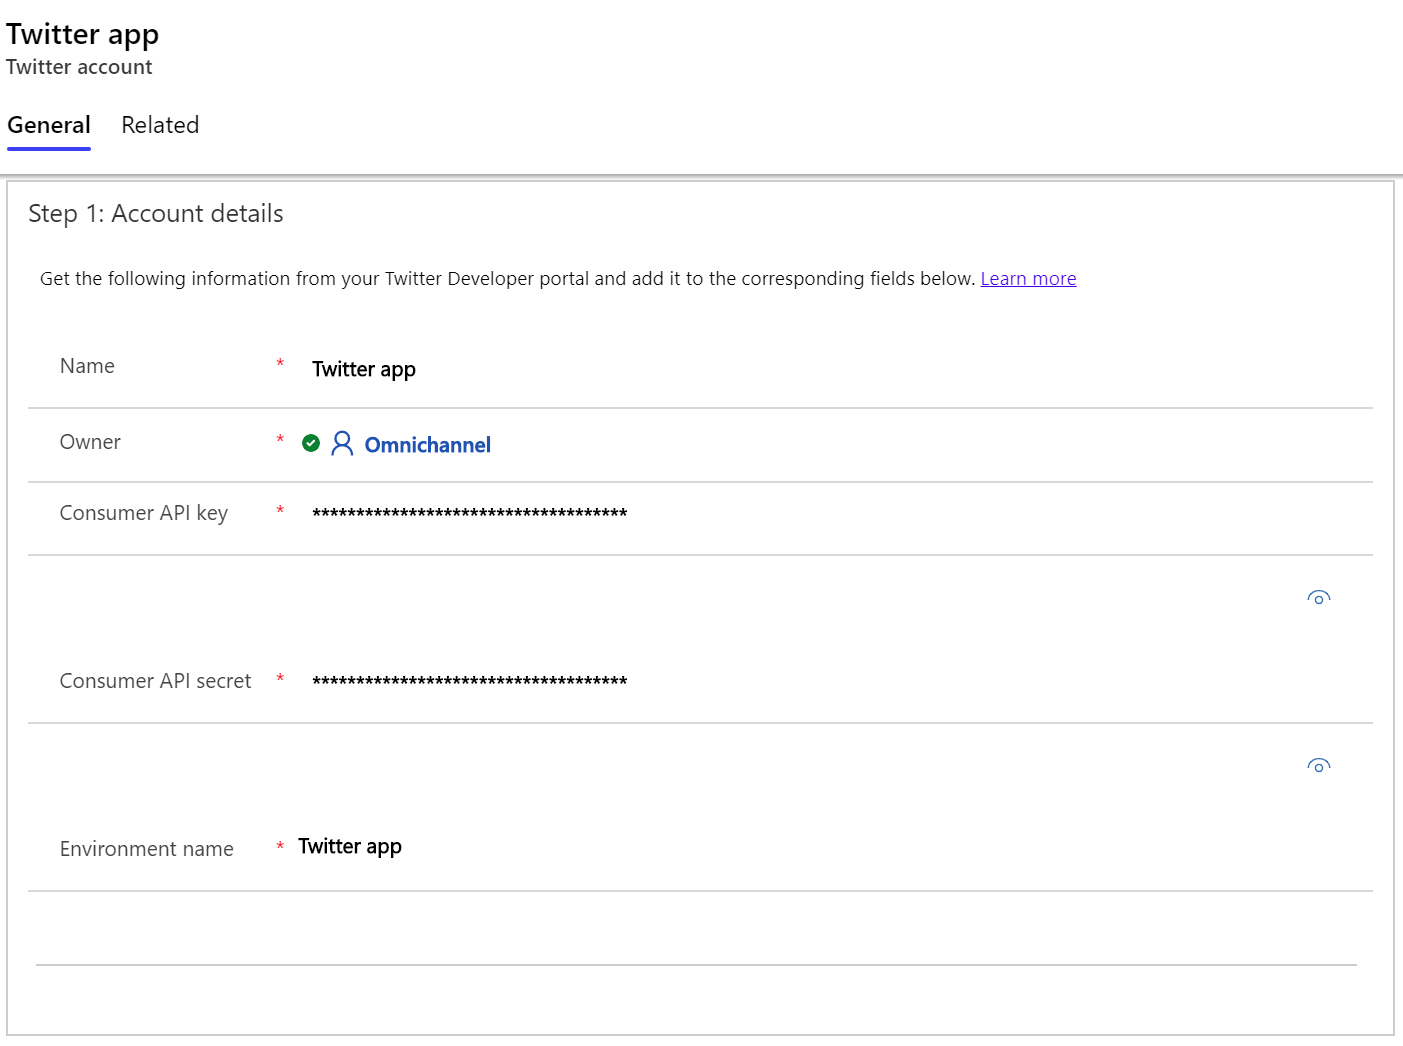 Twitter app
Twitter account
General Related
Step 1: Account details
Get the following information from your Twitter Developer portal and add it to the corresponding fields below. Learn more
Name * Twitter app
Owner * Omnichannel
Consumer API key * ************************************
Consumer API secret * ************************************
Environment name * Twitter app